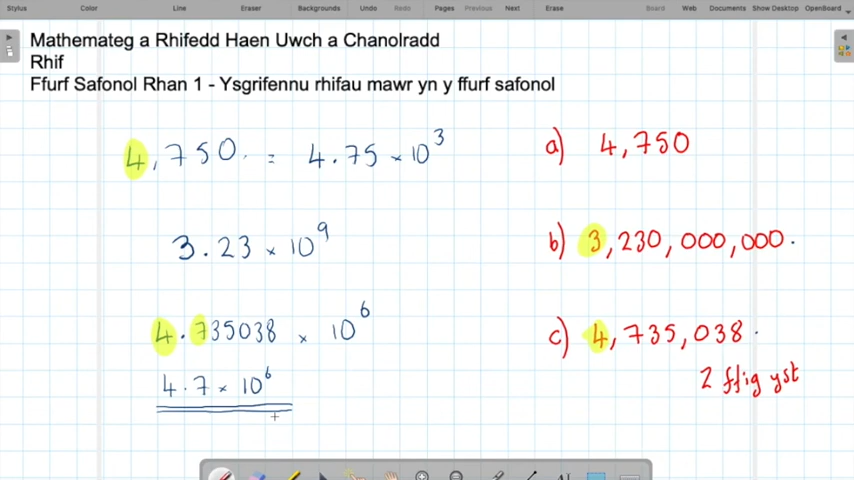 Stylus Color Line Eraser Backgrounds Undo Redo Pages Previous Next Erase Board Web Documents Show Desktop OpenBoard
Mathemateg a Rhifedd Haen Uwch a Chanolradd
Rhif
Ffurf Safonol Rhan 1 - Ysgrifennu rhifau mawr yn y ffurf safonol
4,750. = 4.75 × 10³
a) 4,750
3.23 × 10⁹
b) 3,230,000,000.
4.735038 × 10⁶
c) 4,735,038.
4.7 × 10⁶
2 ffig yst